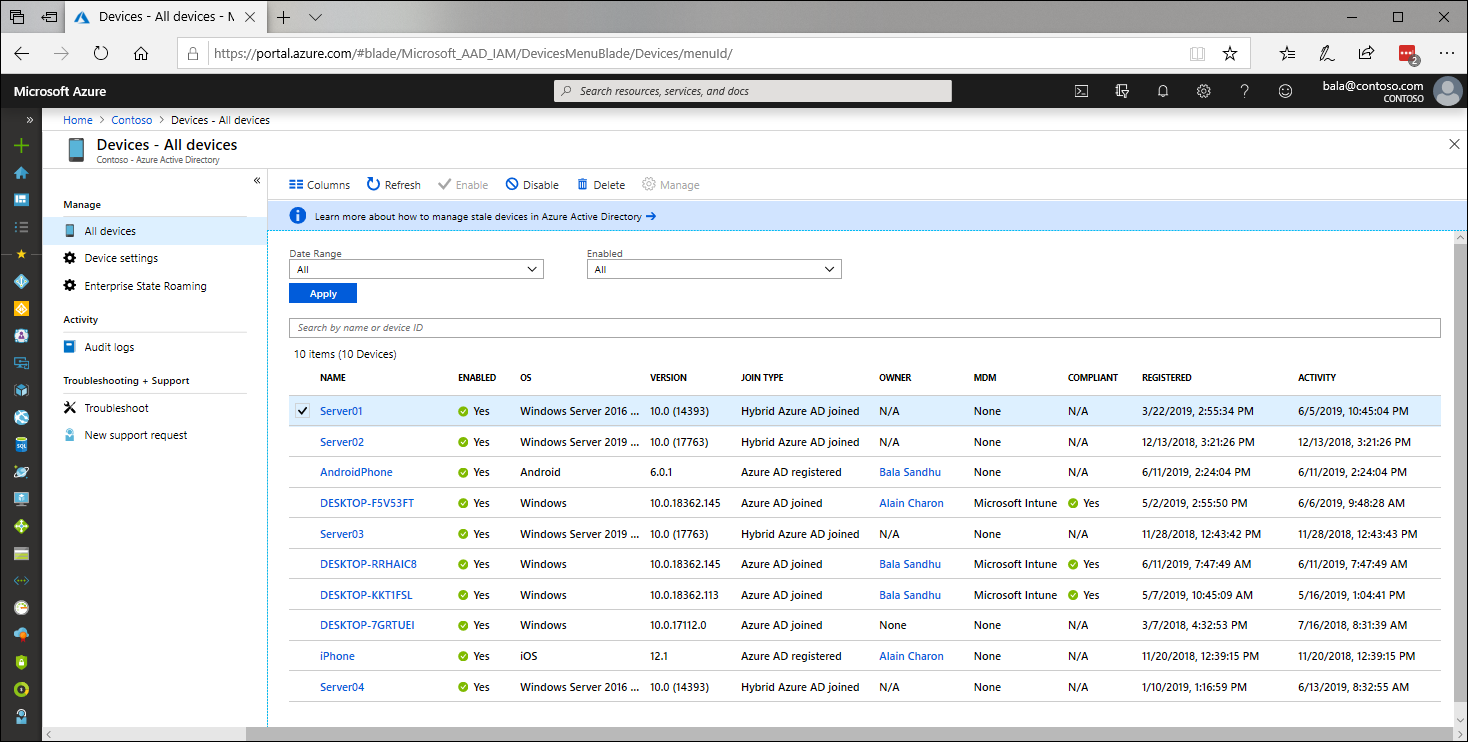 Devices - All devices - M
https://portal.azure.com/#blade/Microsoft_AAD_IAM/DevicesMenuBlade/Devices/menuId/
2
Microsoft Azure
Search resources, services, and docs
bala@contoso.com
CONTOSO
Home > Contoso > Devices - All devices
Devices - All devices
Contoso - Azure Active Directory
Manage
All devices
Device settings
Enterprise State Roaming
Activity
Audit logs
Troubleshooting + Support
Troubleshoot
New support request
Columns Refresh Enable Disable Delete Manage
Learn more about how to manage stale devices in Azure Active Directory
Date Range Enabled
All All
Apply
Search by name or device ID
10 items (10 Devices)
NAME ENABLED OS VERSION JOIN TYPE OWNER MDM COMPLIANT REGISTERED ACTIVITY
Server01 Yes Windows Server 2016 ... 10.0 (14393) Hybrid Azure AD joined N/A None N/A 3/22/2019, 2:55:34 PM 6/5/2019, 10:45:04 PM
Server02 Yes Windows Server 2019 ... 10.0 (17763) Hybrid Azure AD joined N/A None N/A 12/13/2018, 3:21:26 PM 12/13/2018, 3:21:26 PM
AndroidPhone Yes Android 6.0.1 Azure AD registered Bala Sandhu None N/A 6/11/2019, 2:24:04 PM 6/11/2019, 2:24:04 PM
DESKTOP-F5V53FT Yes Windows 10.0.18362.145 Azure AD joined Alain Charon Microsoft Intune Yes 5/2/2019, 2:55:50 PM 6/6/2019, 9:48:28 AM
Server03 Yes Windows Server 2019 ... 10.0 (17763) Hybrid Azure AD joined N/A None N/A 11/28/2018, 12:43:42 PM 11/28/2018, 12:43:43 PM
DESKTOP-RRHAIC8 Yes Windows 10.0.18362.145 Azure AD joined Bala Sandhu Microsoft Intune Yes 6/11/2019, 7:47:49 AM 6/11/2019, 7:47:49 AM
DESKTOP-KKT1FSL Yes Windows 10.0.18362.113 Azure AD joined Bala Sandhu Microsoft Intune Yes 5/7/2019, 10:45:09 AM 5/16/2019, 1:04:41 PM
DESKTOP-7GRTUEI Yes Windows 10.0.17112.0 Azure AD joined None None N/A 3/7/2018, 4:32:53 PM 7/16/2018, 8:31:39 AM
iPhone Yes iOS 12.1 Azure AD registered Alain Charon None N/A 11/20/2018, 12:39:15 PM 11/20/2018, 12:39:15 PM
Server04 Yes Windows Server 2016 ... 10.0 (14393) Hybrid Azure AD joined N/A None N/A 1/10/2019, 1:16:59 PM 6/13/2019, 8:32:55 AM